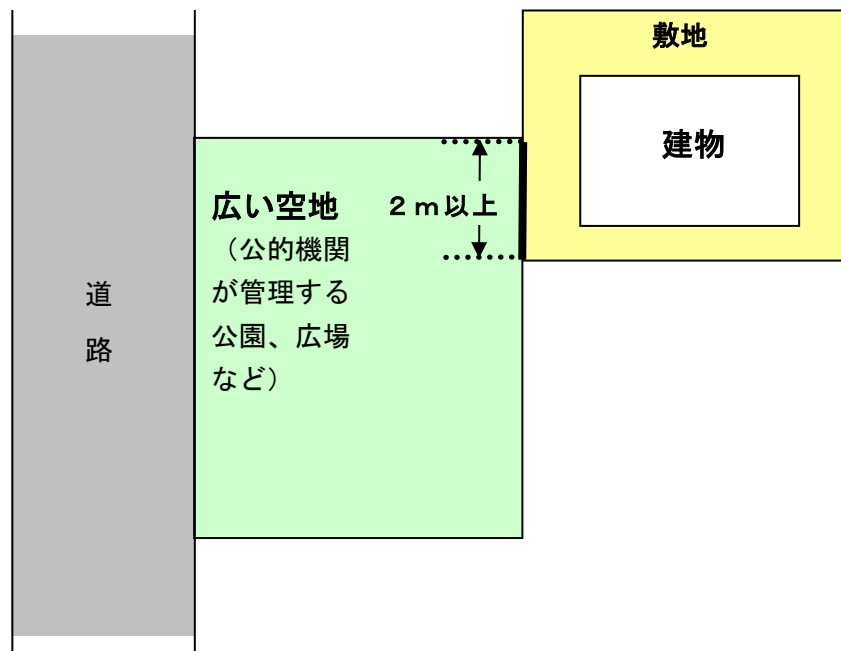 敷地
建物
広い空地
（公的機関
が管理する
公園、広場
など）
２ｍ以上
道
路